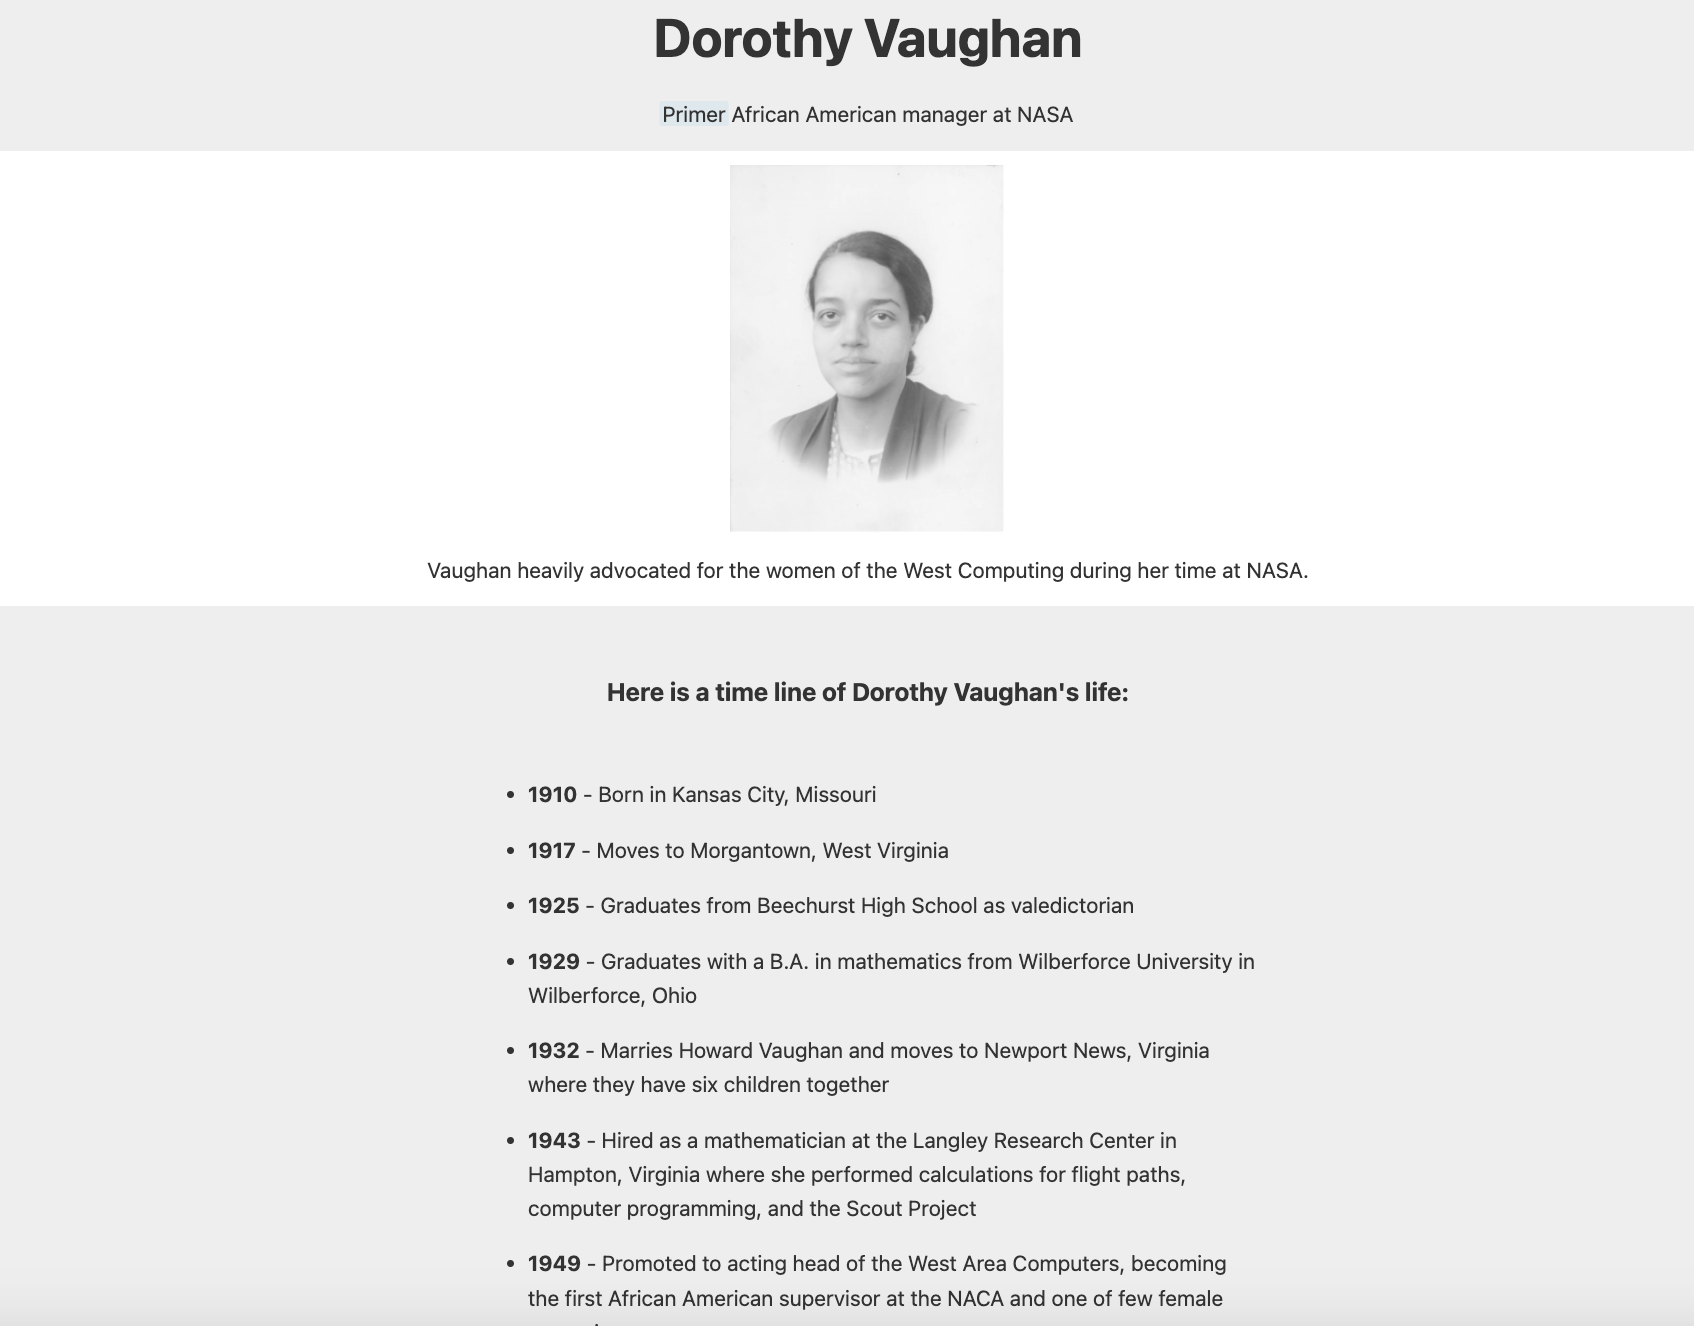 Dorothy Vaughan
Primer African American manager at NASA
Vaughan heavily advocated for the women of the West Computing during her time at NASA.
Here is a time line of Dorothy Vaughan's life:
• 1910 - Born in Kansas City, Missouri
• 1917 - Moves to Morgantown, West Virginia
• 1925 - Graduates from Beechurst High School as valedictorian
• 1929 - Graduates with a B.A. in mathematics from Wilberforce University in
Wilberforce, Ohio
• 1932 - Marries Howard Vaughan and moves to Newport News, Virginia
where they have six children together
• 1943 - Hired as a mathematician at the Langley Research Center in
Hampton, Virginia where she performed calculations for flight paths,
computer programming, and the Scout Project
• 1949 - Promoted to acting head of the West Area Computers, becoming
the first African American supervisor at the NACA and one of few female